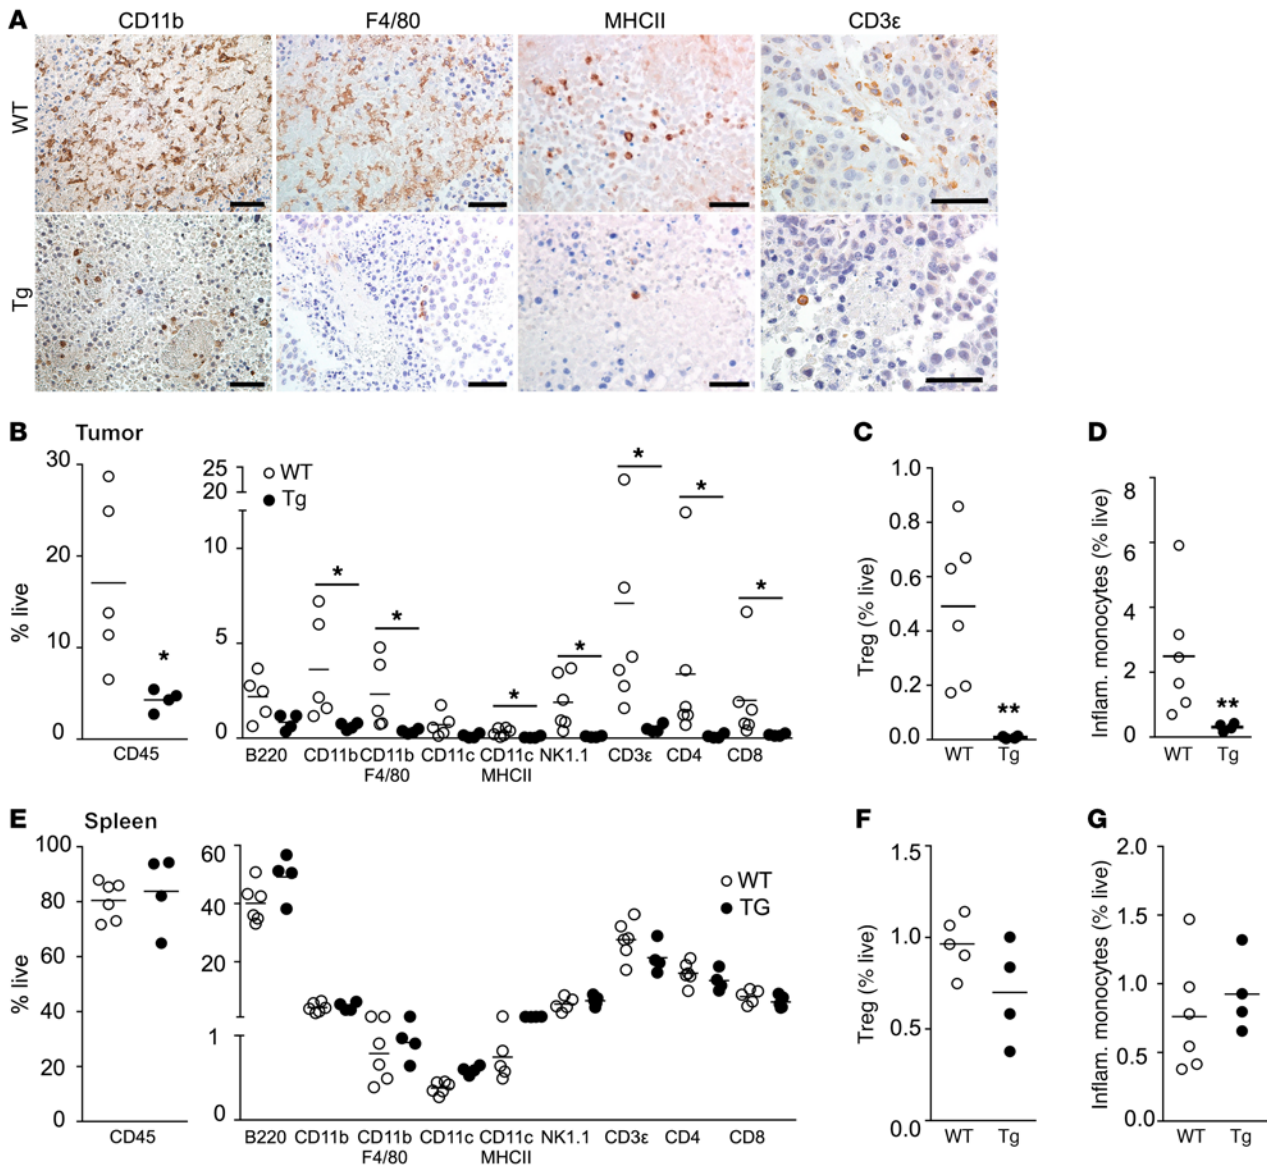 A
CD11b F4/80 MHCII CD3ε
WT
Tg
B Tumor
% live
30
20
10
0
CD45
*
25
20
10
5
0
WT
Tg
* * * * * * *
B220 CD11b CD11b CD11c CD11c NK1.1 CD3ε CD4 CD8
F4/80 MHCII
C
Treg (% live)
1.0
0.8
0.6
0.4
0.2
0.0
**
WT Tg
D
Inflam. monocytes (% live)
8
6
4
2
0
**
WT Tg
E Spleen
% live
100
80
60
40
20
0
CD45
60
40
20
1
0
WT
TG
B220 CD11b CD11b CD11c CD11c NK1.1 CD3ε CD4 CD8
F4/80 MHCII
F
Treg (% live)
1.5
1.0
0.5
0.0
WT Tg
G
Inflam. monocytes (% live)
2.0
1.5
1.0
0.5
0.0
WT Tg